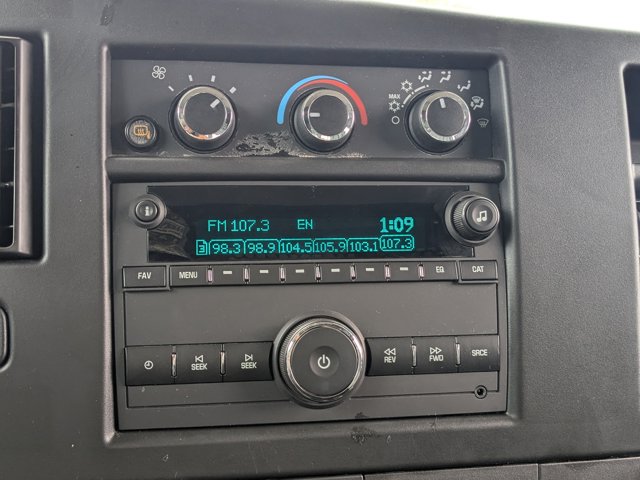 MAX
FM 107.3 EN 1:09
3 98.3 98.9 104.5 105.9 103.1 107.3
FAV MENU EQ CAT
SEEK SEEK REV FWD SRCE